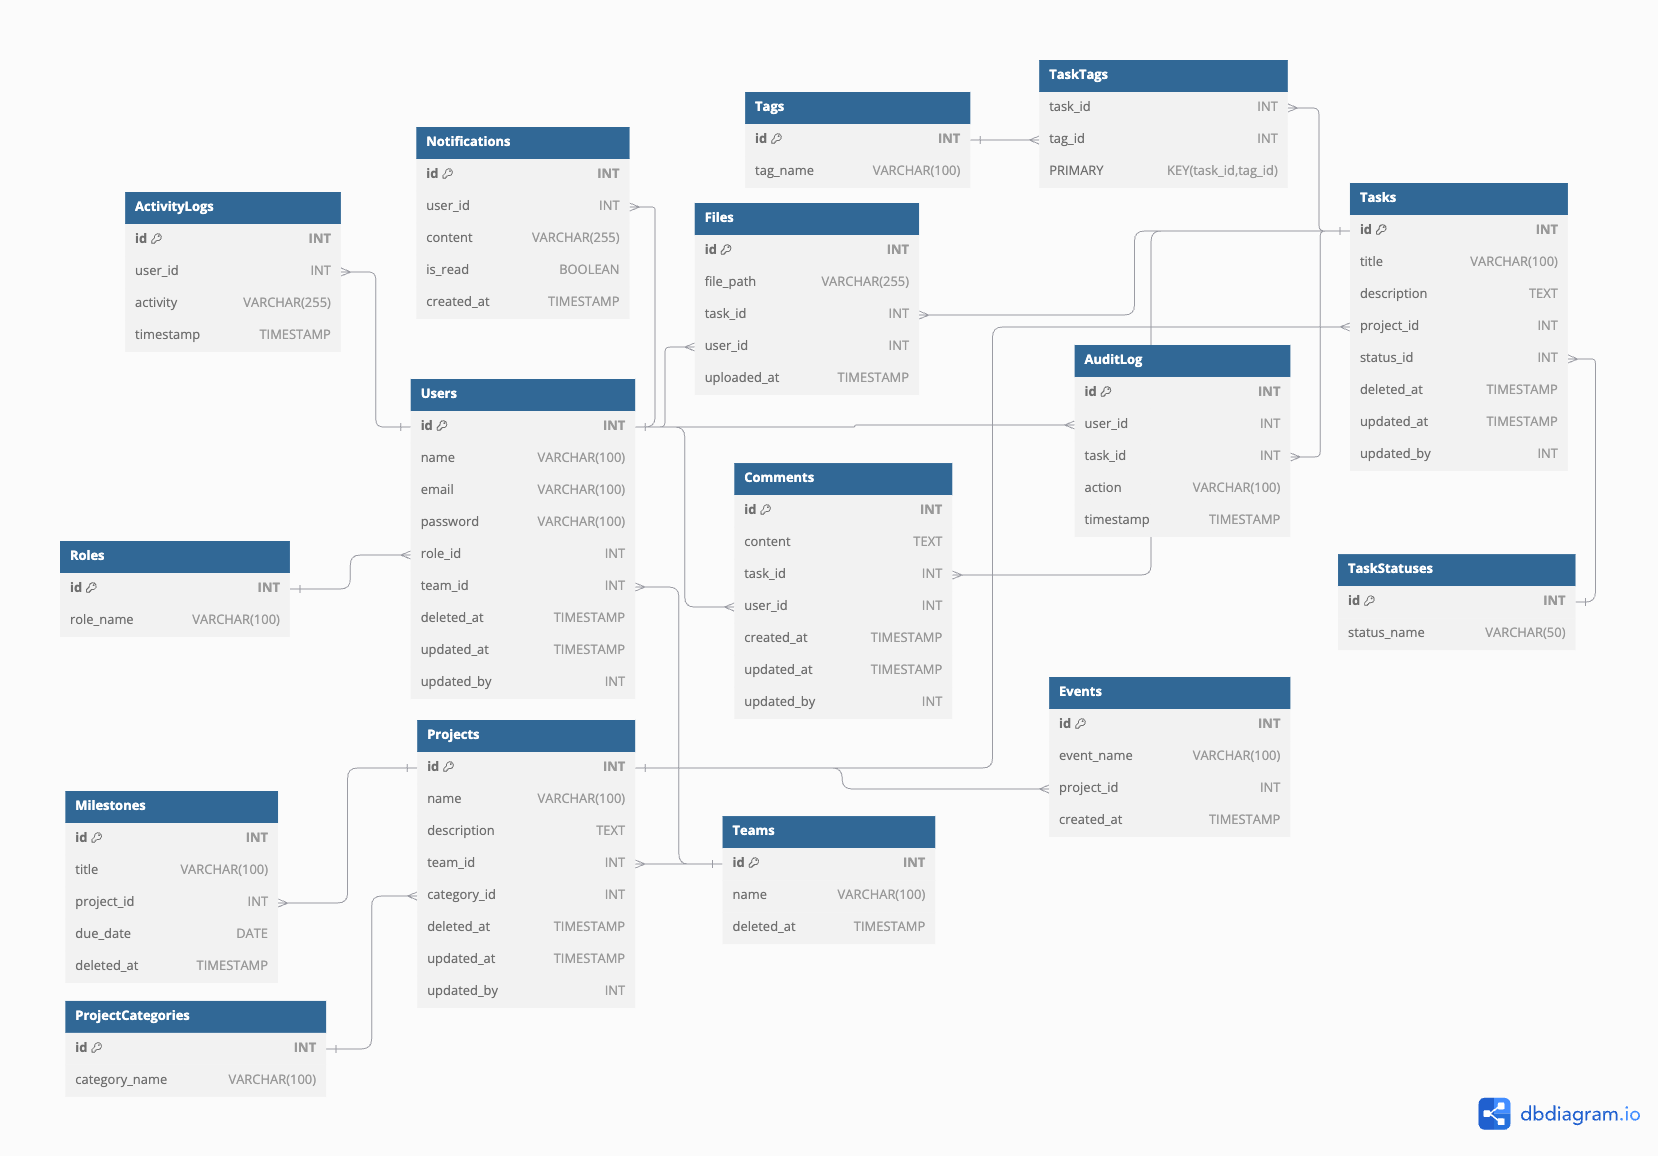 TaskTags
task_id INT
tag_id INT
PRIMARY KEY(task_id,tag_id)
Tags
id INT
tag_name VARCHAR(100)
Notifications
id INT
user_id INT
content VARCHAR(255)
is_read BOOLEAN
created_at TIMESTAMP
ActivityLogs
id INT
user_id INT
activity VARCHAR(255)
timestamp TIMESTAMP
Files
id INT
file_path VARCHAR(255)
task_id INT
user_id INT
uploaded_at TIMESTAMP
Tasks
id INT
title VARCHAR(100)
description TEXT
project_id INT
status_id INT
deleted_at TIMESTAMP
updated_at TIMESTAMP
updated_by INT
AuditLog
id INT
user_id INT
task_id INT
action VARCHAR(100)
timestamp TIMESTAMP
Users
id INT
name VARCHAR(100)
email VARCHAR(100)
password VARCHAR(100)
role_id INT
team_id INT
deleted_at TIMESTAMP
updated_at TIMESTAMP
updated_by INT
Comments
id INT
content TEXT
task_id INT
user_id INT
created_at TIMESTAMP
updated_at TIMESTAMP
updated_by INT
Roles
id INT
role_name VARCHAR(100)
TaskStatuses
id INT
status_name VARCHAR(50)
Events
id INT
event_name VARCHAR(100)
project_id INT
created_at TIMESTAMP
Projects
id INT
name VARCHAR(100)
description TEXT
team_id INT
category_id INT
deleted_at TIMESTAMP
updated_at TIMESTAMP
updated_by INT
Milestones
id INT
title VARCHAR(100)
project_id INT
due_date DATE
deleted_at TIMESTAMP
Teams
id INT
name VARCHAR(100)
deleted_at TIMESTAMP
ProjectCategories
id INT
category_name VARCHAR(100)
dbdiagram.io